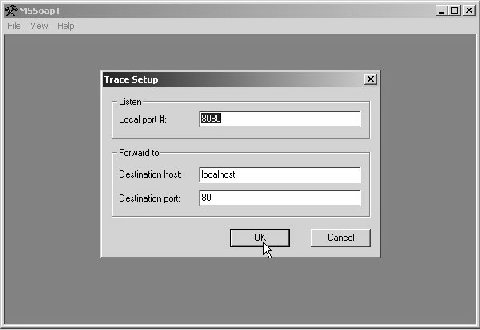 MSSoapT
File View Help
Trace Setup
Listen
Local port #: 8080
Forward to
Destination host: localhost
Destination port: 80
OK Cancel